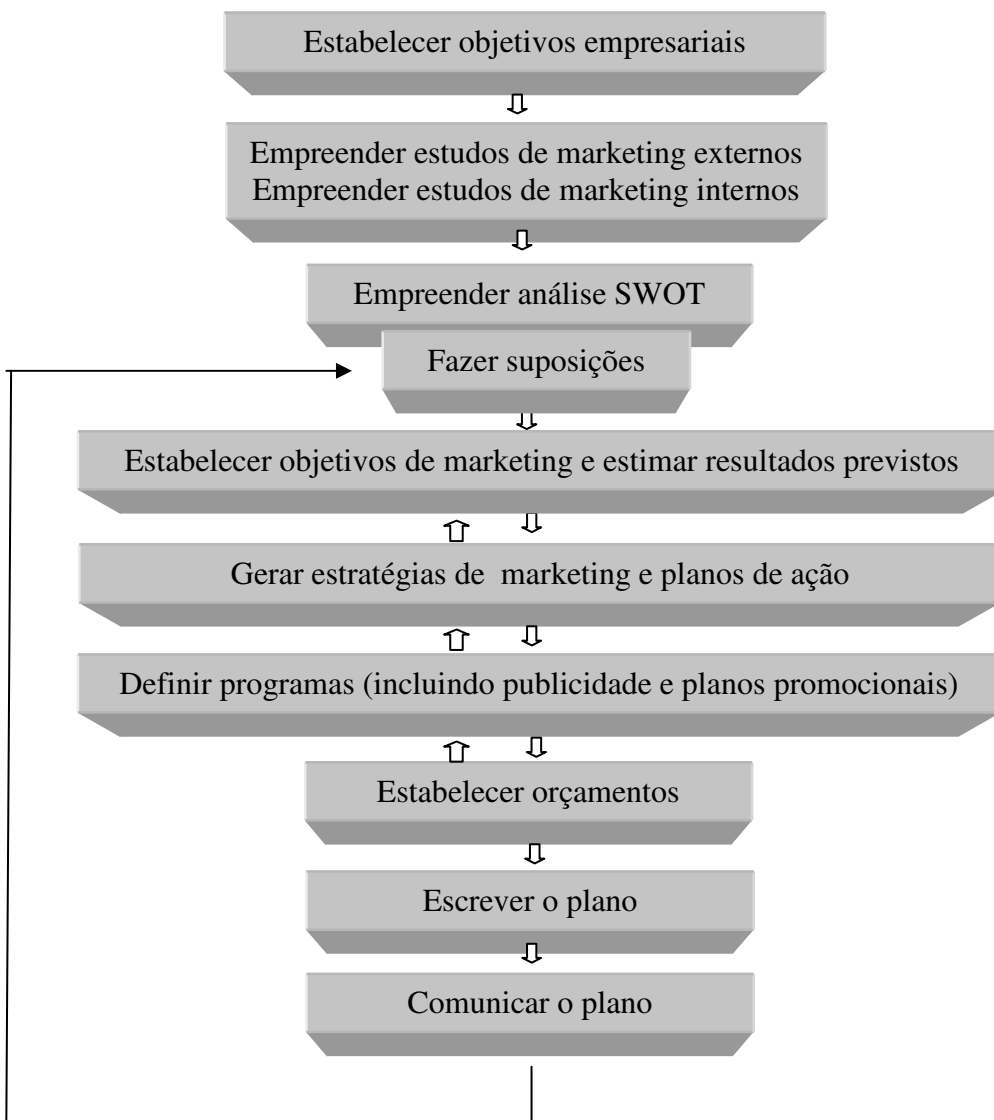 Estabelecer objetivos empresariais
Empreender estudos de marketing externos
Empreender estudos de marketing internos
Empreender análise SWOT
Fazer suposições
Estabelecer objetivos de marketing e estimar resultados previstos
Gerar estratégias de marketing e planos de ação
Definir programas (incluindo publicidade e planos promocionais)
Estabelecer orçamentos
Escrever o plano
Comunicar o plano